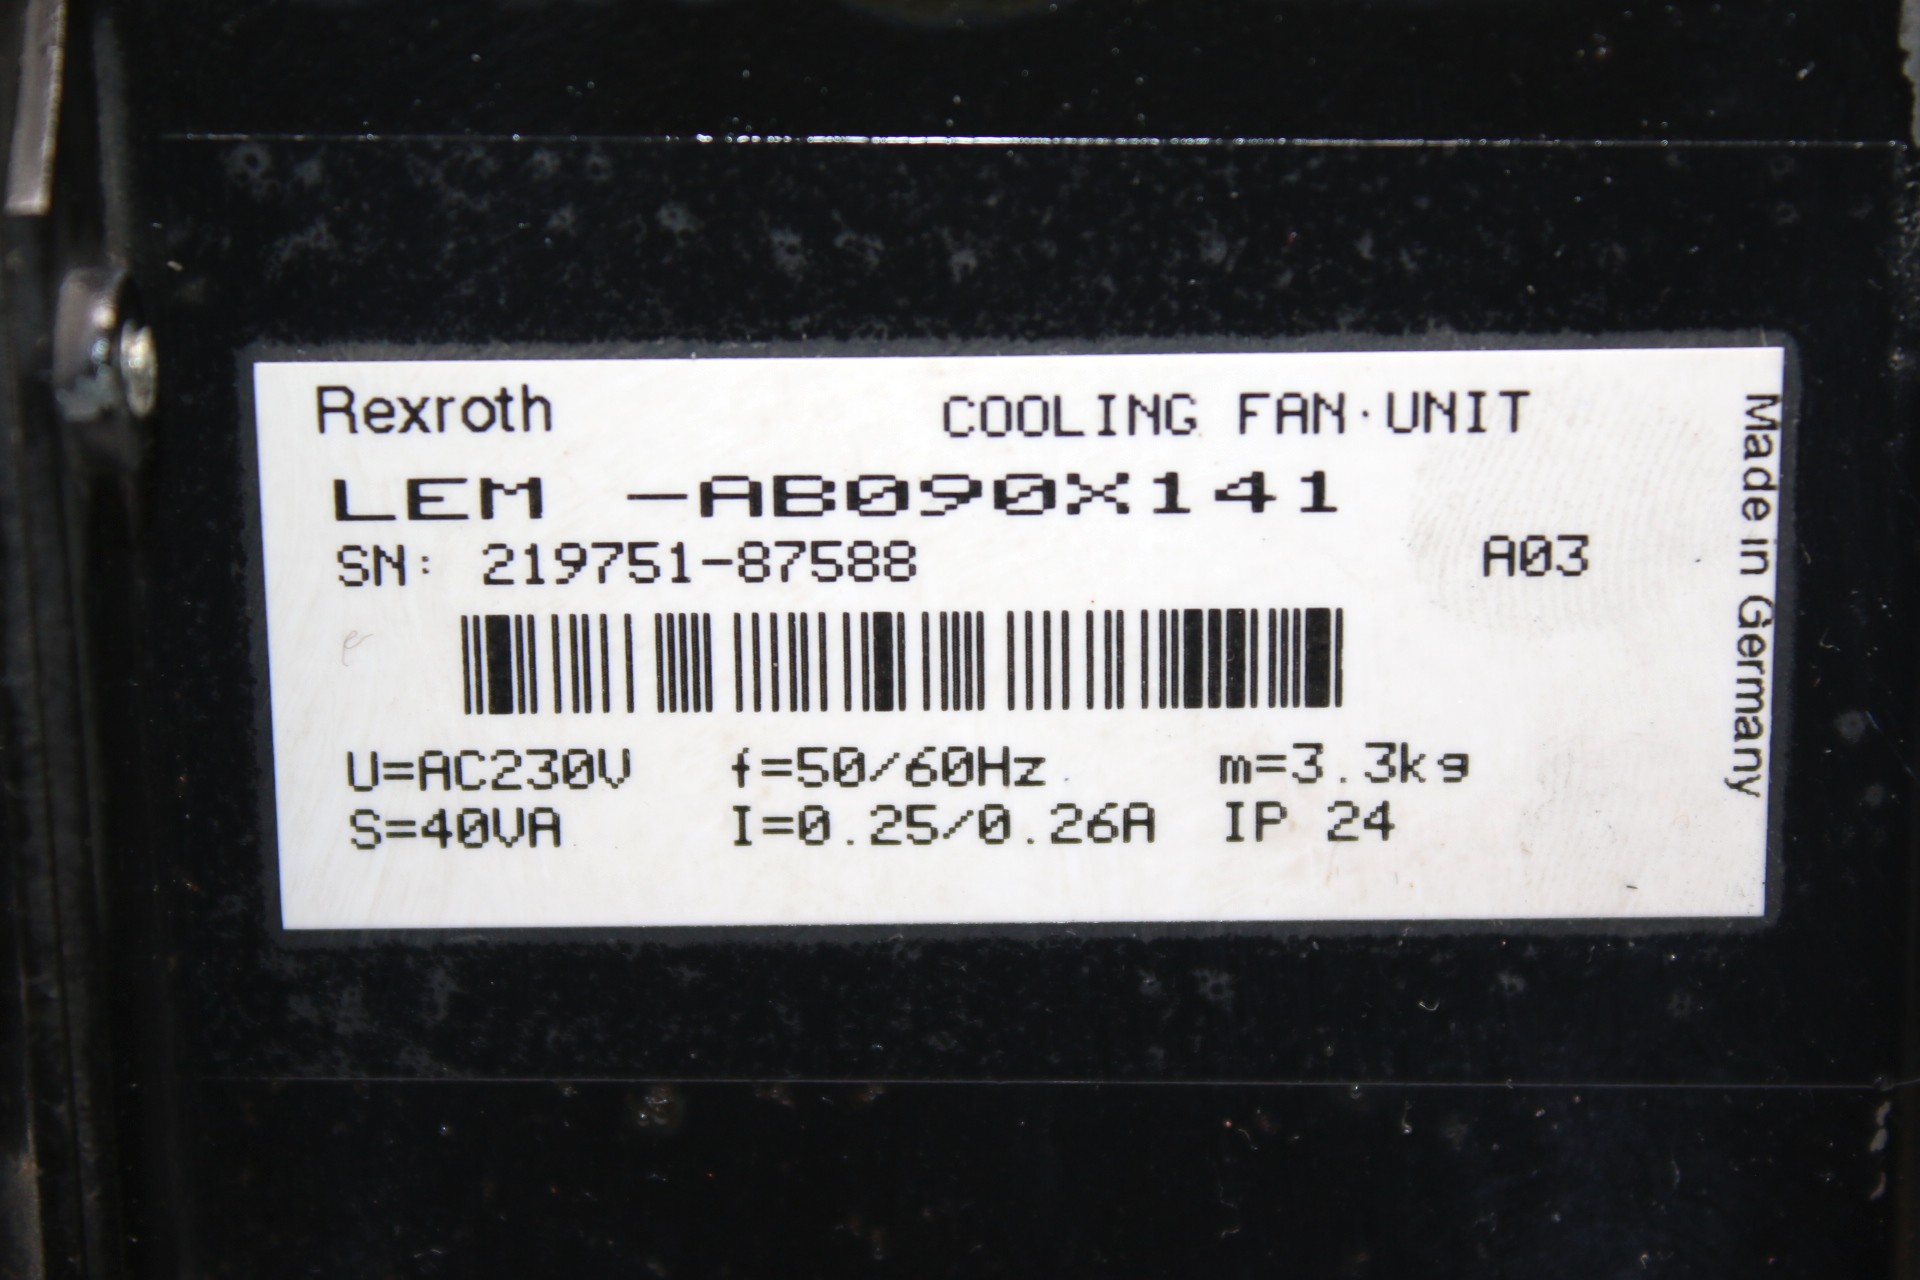 Rexroth COOLING FAN·UNIT
LEM -AB090X141
SN: 219751-87588 A03
U=AC230V f=50/60Hz m=3.3kg
S=40VA I=0.25/0.26A IP 24
Made in Germany